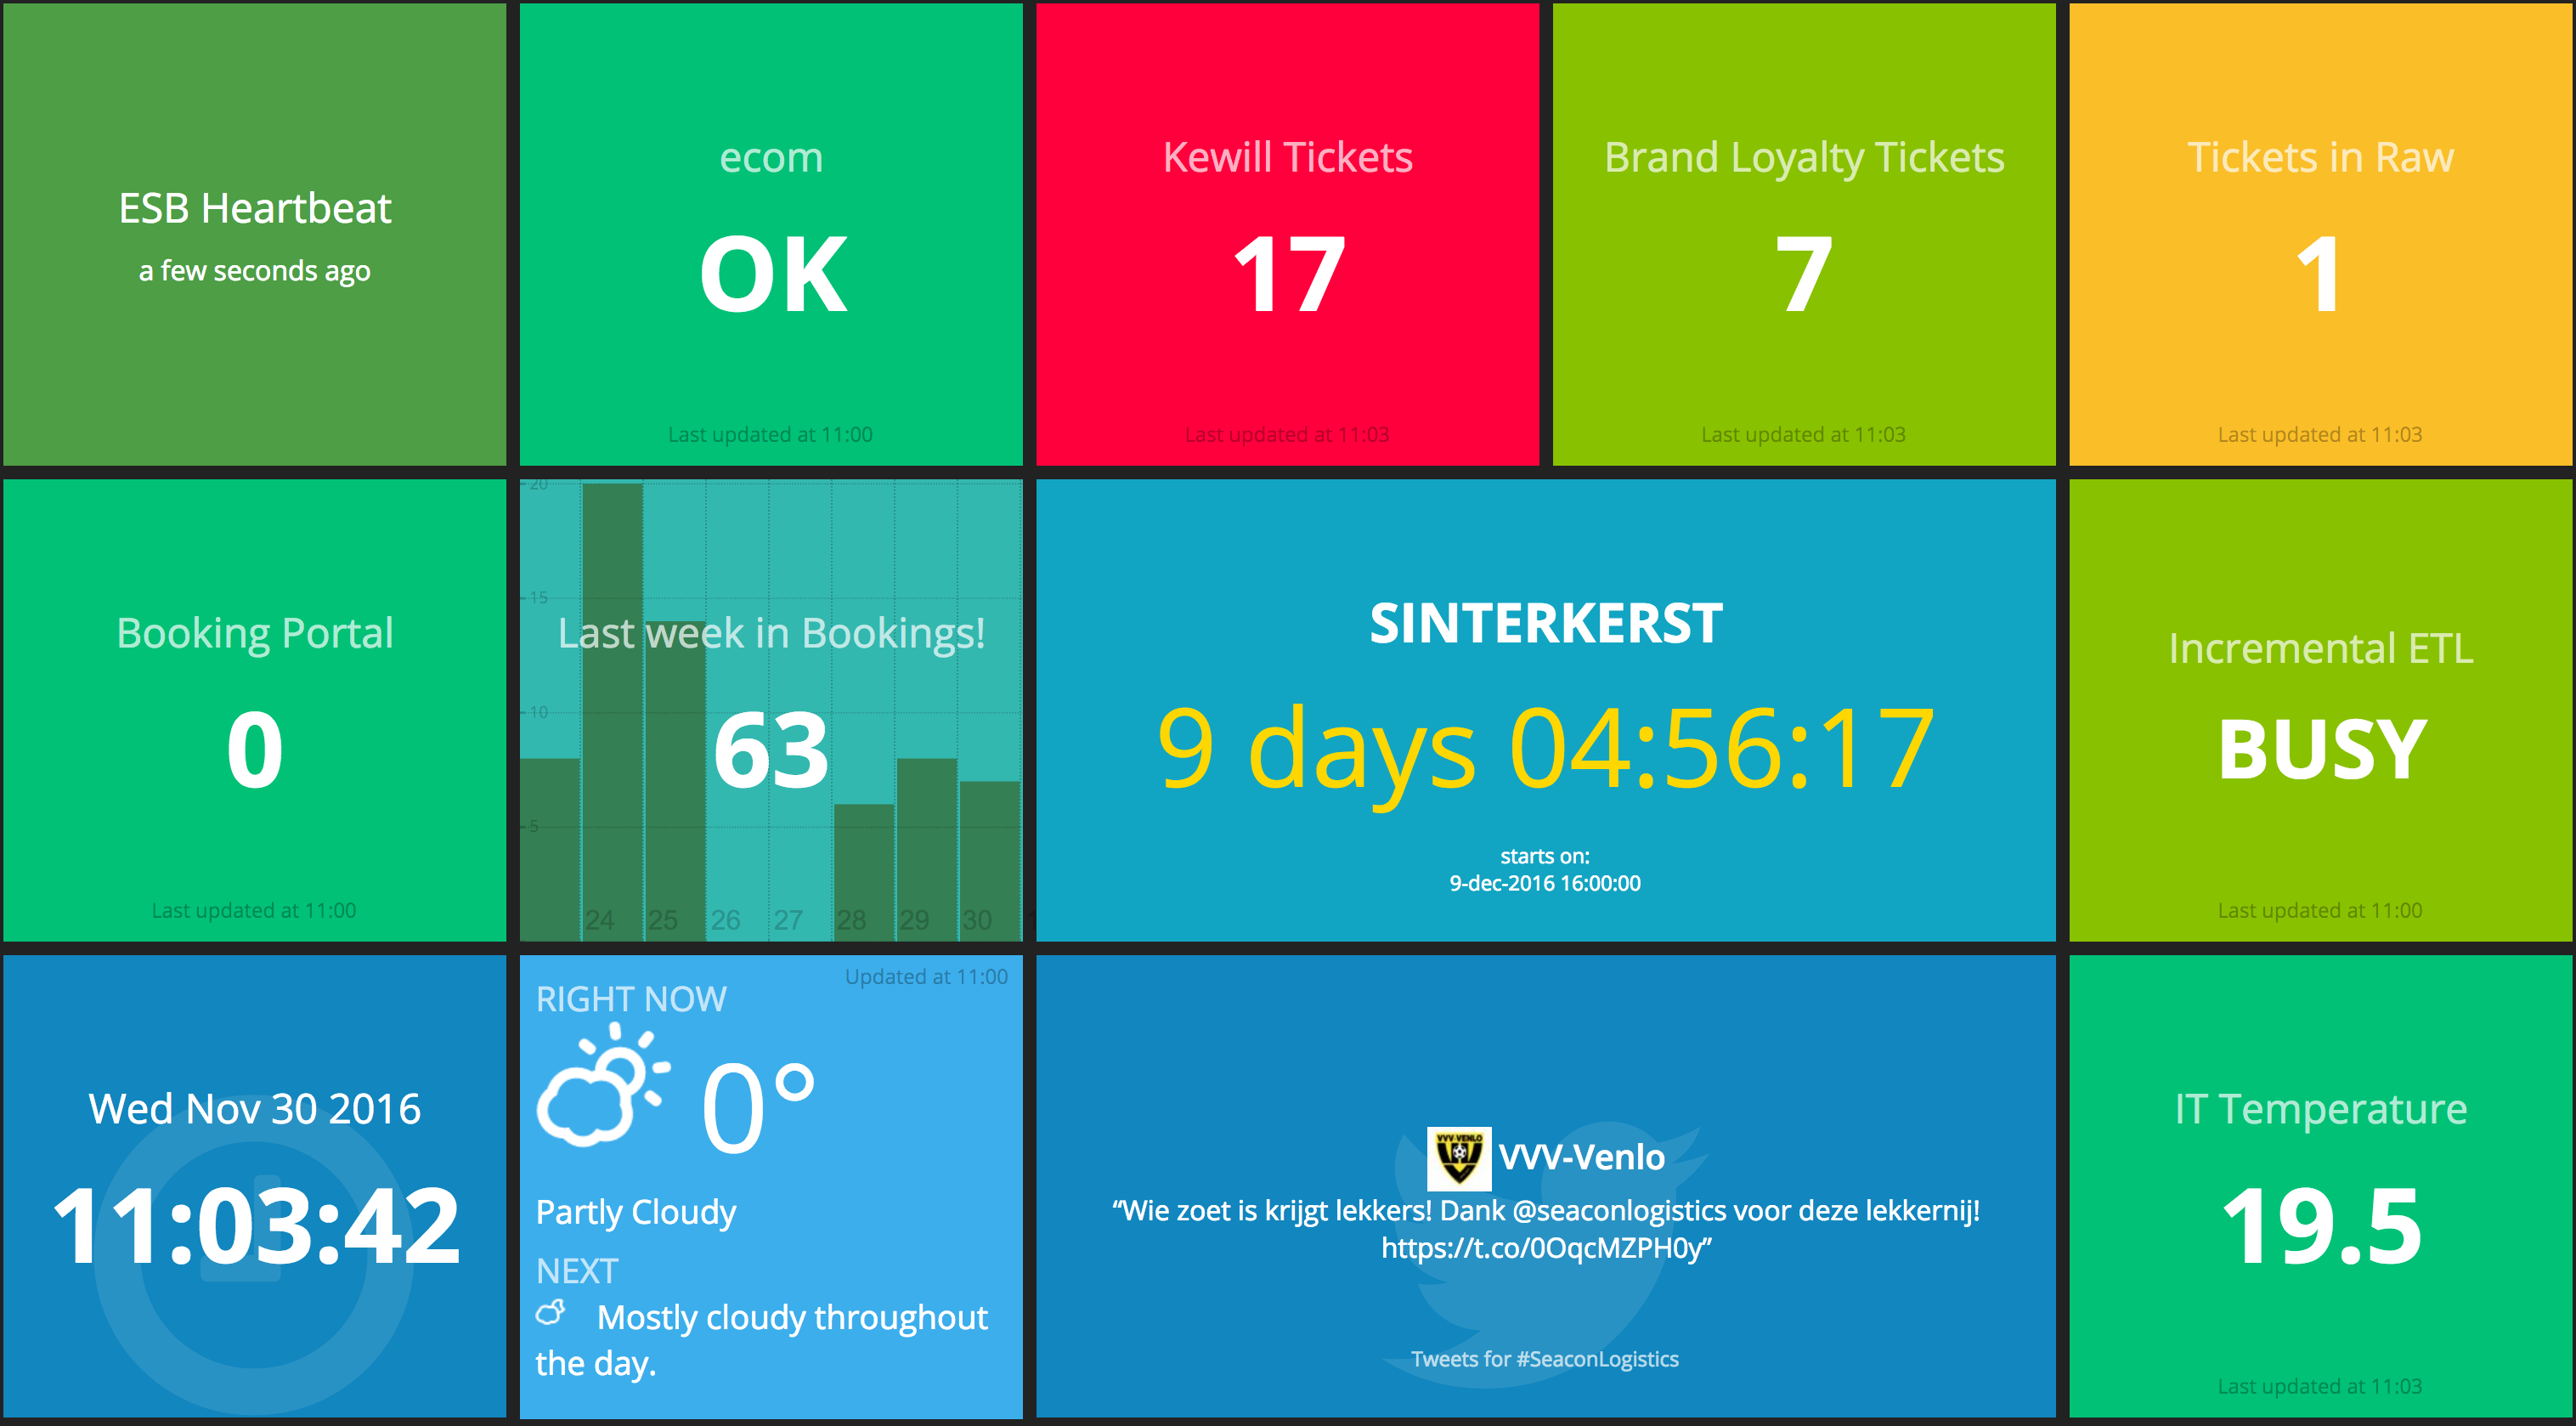 ESB Heartbeat
a few seconds ago
ecom
OK
Last updated at 11:00
Kewill Tickets
17
Last updated at 11:03
Brand Loyalty Tickets
7
Last updated at 11:03
Tickets in Raw
1
Last updated at 11:03
Booking Portal
0
Last updated at 11:00
20
15
Last week in Bookings!
10
63
5
24 25 26 27 28 29 30 1
SINTERKERST
9 days 04:56:17
starts on:
9-dec-2016 16:00:00
Incremental ETL
BUSY
Last updated at 11:00
Wed Nov 30 2016
11:03:42
Updated at 11:00
RIGHT NOW
0°
Partly Cloudy
NEXT
Mostly cloudy throughout
the day.
VVV-VENLO
VVV-Venlo
“Wie zoet is krijgt lekkers! Dank @seaconlogistics voor deze lekkernij!
https://t.co/0OqcMZPH0y”
Tweets for #SeaconLogistics
IT Temperature
19.5
Last updated at 11:03